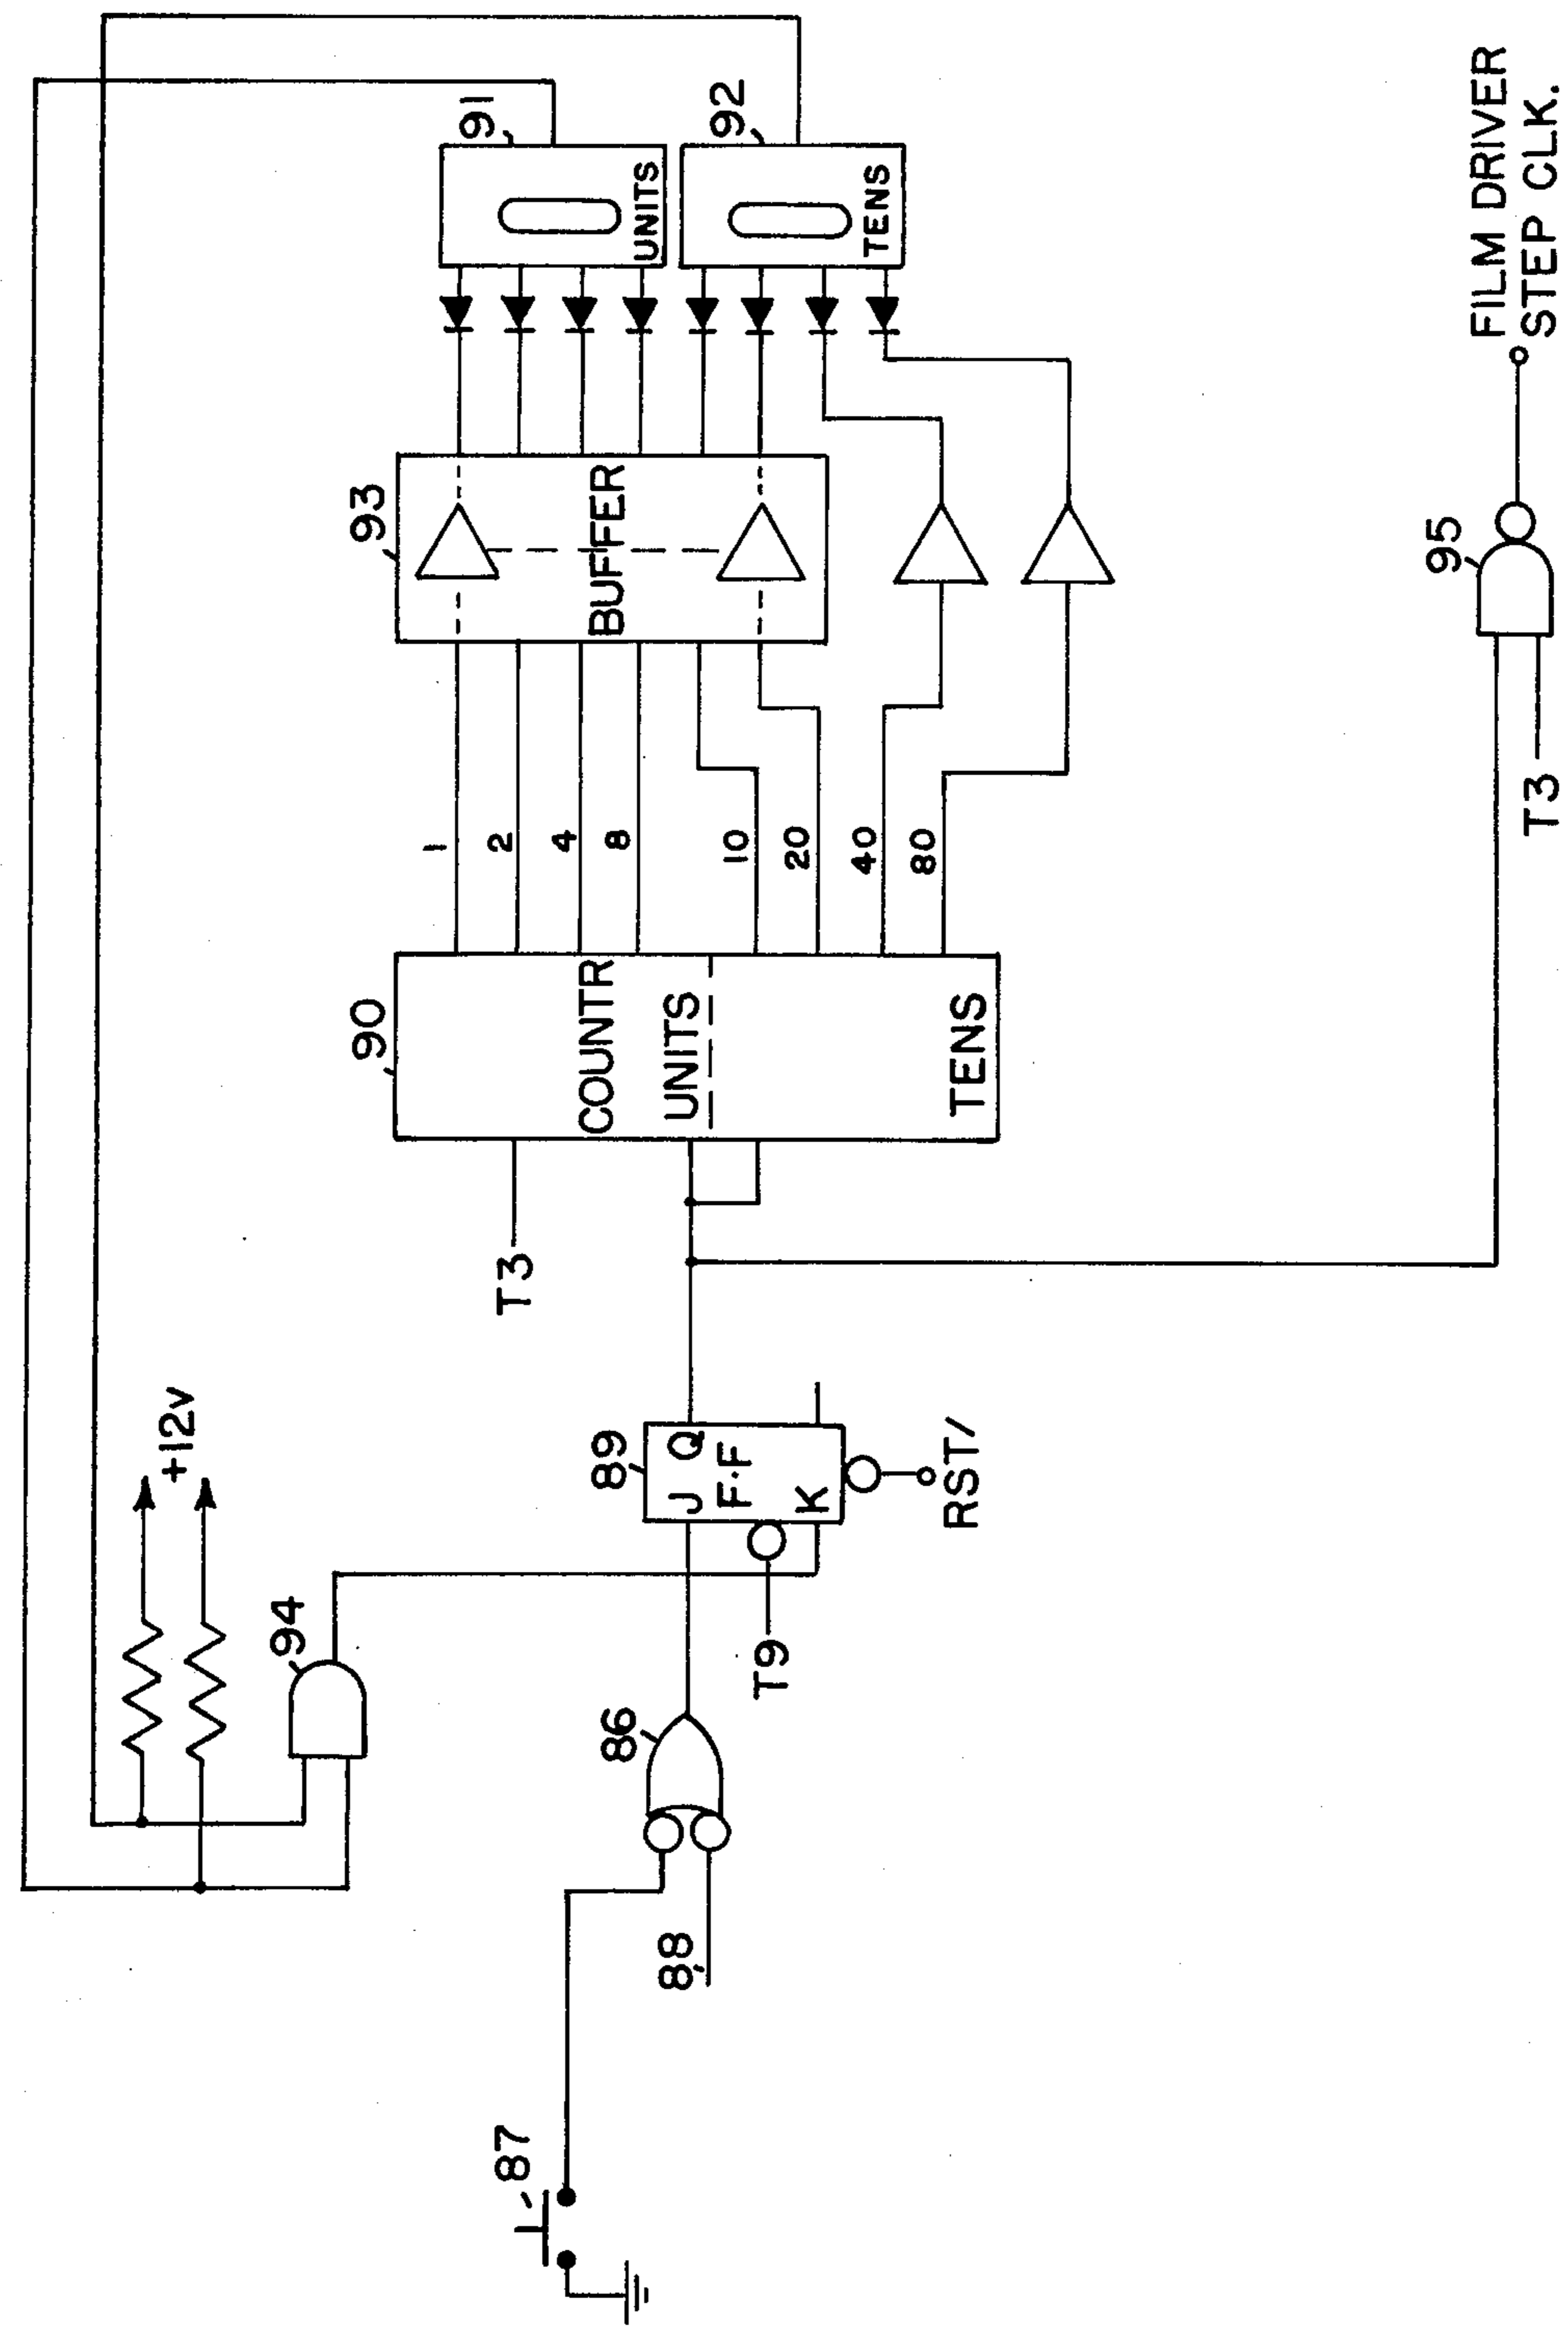 87
88
86
T9
94
+12v
89
J Q
F·F
K
RST/
T3
90
COUNTR
UNITS
TENS
1
2
4
8
10
20
40
80
93
BUFFER
91
UNITS
92
TENS
95
T3
FILM DRIVER
STEP CLK.